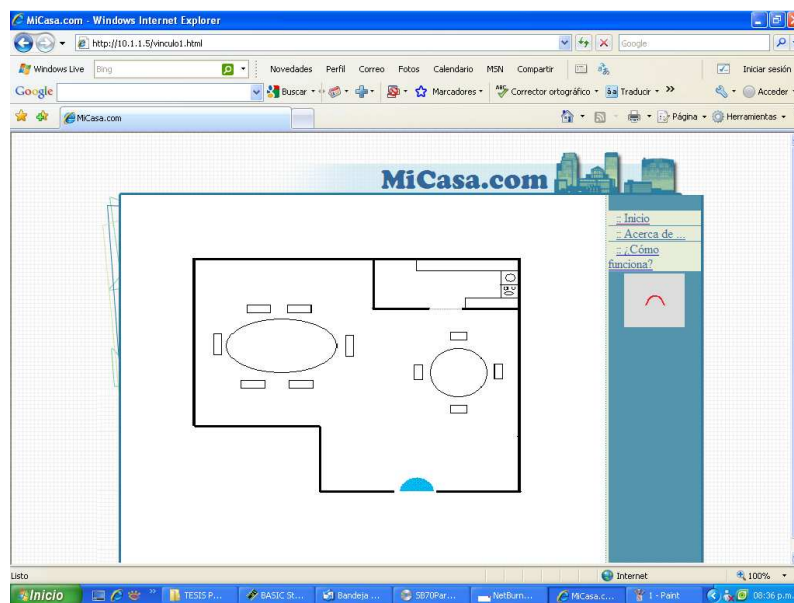 MiCasa.com - Windows Internet Explorer
http://10.1.1.5/vinculo1.html
Google
Windows Live
Bing
Novedades Perfil Correo Fotos Calendario MSN Compartir
Iniciar sesión
Google
Buscar
Marcadores
ABC
Corrector ortográfico
Traducir
Acceder
MiCasa.com
Página
Herramientas
MiCasa.com
:: Inicio
:: Acerca de ...
:: ¿Cómo
funciona?
Listo
Internet
100%
Inicio
TESIS P...
BASIC St...
Bandeja ...
SB70Par...
NetBurn...
MiCasa.c...
1 - Paint
08:36 p.m.